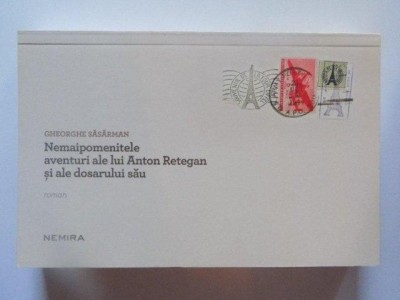 GHEORGHE SĂSĂRMAN
Nemaipomenitele
aventuri ale lui Anton Retegan
și ale dosarului său
roman
NEMIRA